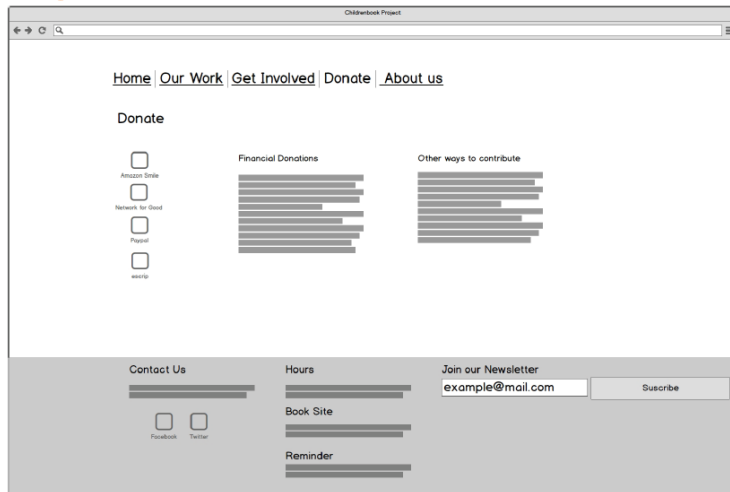 Childrenbook Project
Home Our Work Get Involved Donate About us
Donate
Amazon Smile
Network for Good
Paypal
Financial Donations
Other ways to contribute
Contact Us
Facebook Twitter
Hours
Book Site
Reminder
Join our Newsletter
example@mail.com
Suscribe